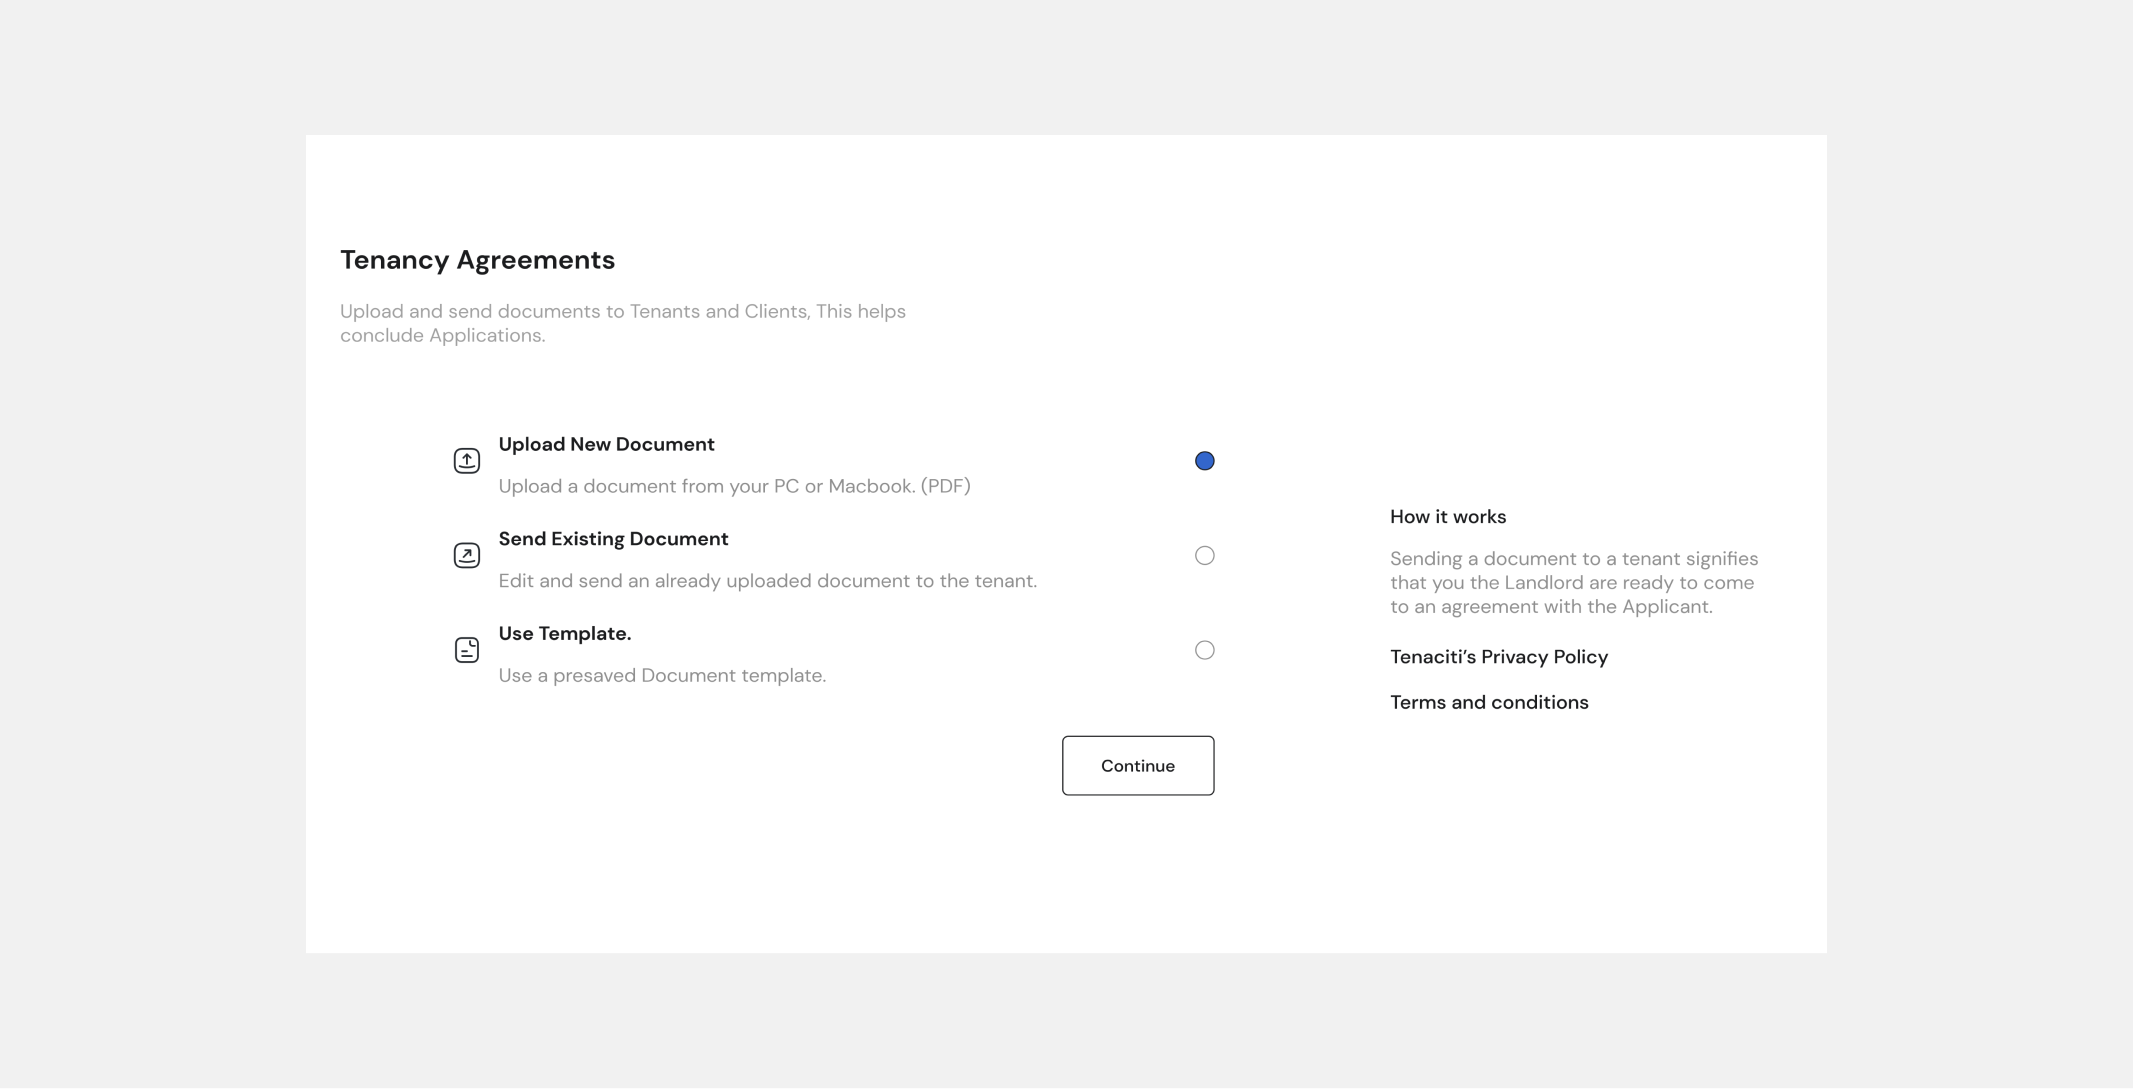 Tenancy Agreements
Upload and send documents to Tenants and Clients, This helps
conclude Applications.
Upload New Document
Upload a document from your PC or Macbook. (PDF)
Send Existing Document
Edit and send an already uploaded document to the tenant.
Use Template.
Use a presaved Document template.
Continue
How it works
Sending a document to a tenant signifies
that you the Landlord are ready to come
to an agreement with the Applicant.
Tenaciti’s Privacy Policy
Terms and conditions